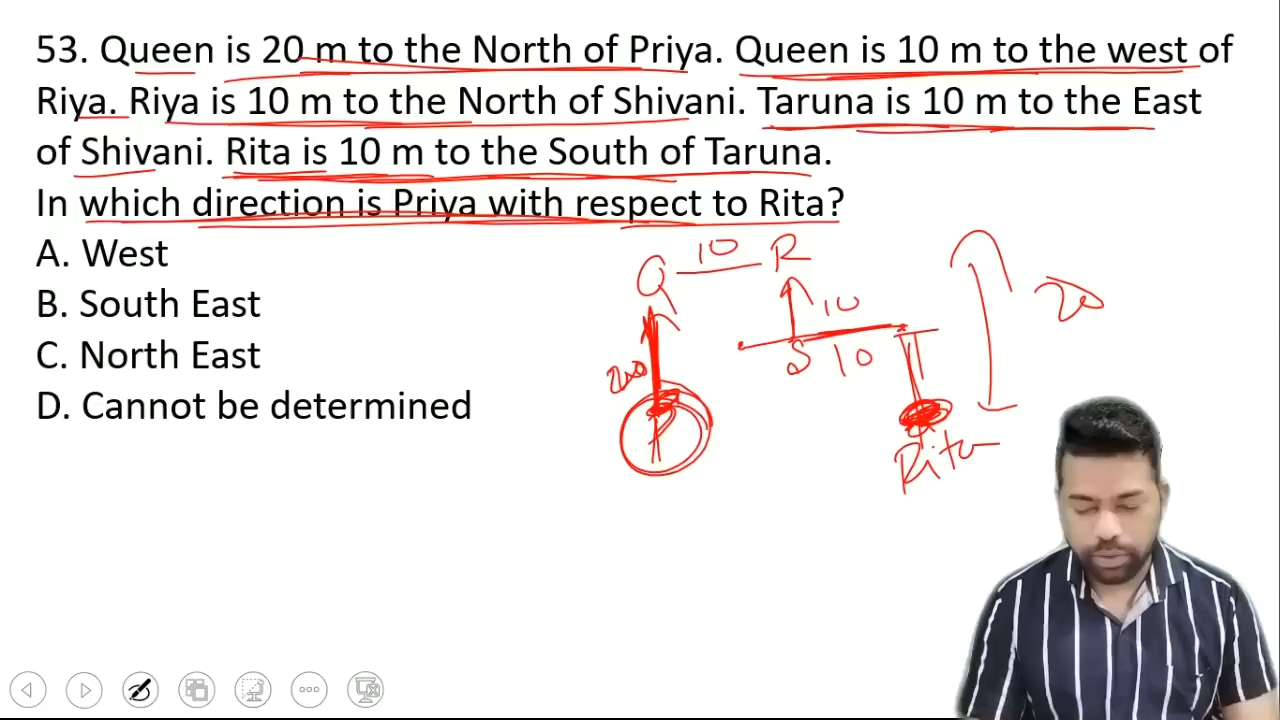 53. Queen is 20 m to the North of Priya. Queen is 10 m to the west of
Riya. Riya is 10 m to the North of Shivani. Taruna is 10 m to the East
of Shivani. Rita is 10 m to the South of Taruna.
In which direction is Priya with respect to Rita?
A. West
B. South East
C. North East
D. Cannot be determined
Q 10 R
10
20
S 10
20
P
Rita